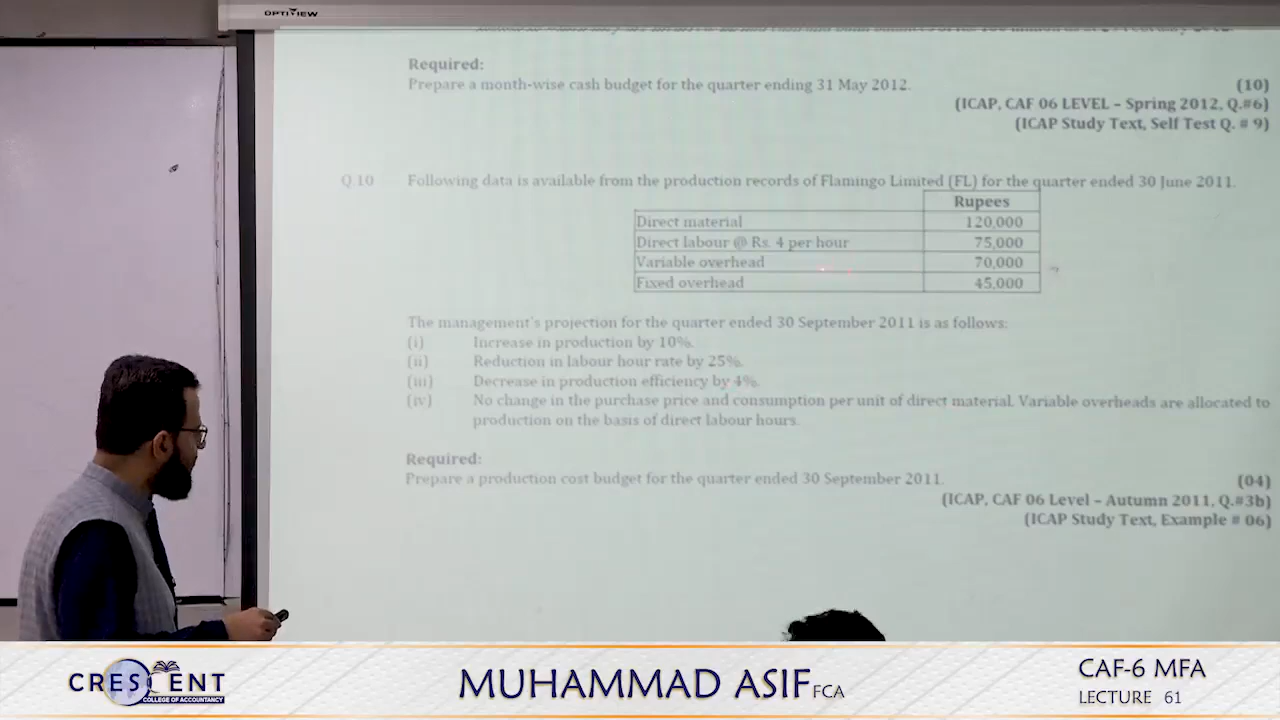 OPTIVIEW
Required:
Prepare a month-wise cash budget for the quarter ending 31 May 2012.
(10)
(ICAP, CAF 06 LEVEL – Spring 2012, Q.#6)
(ICAP Study Text, Self Test Q. # 9)
Q.10 Following data is available from the production records of Flamingo Limited (FL) for the quarter ended 30 June 2011.
Rupees
Direct material 120,000
Direct labour @ Rs. 4 per hour 75,000
Variable overhead 70,000
Fixed overhead 45,000
The management's projection for the quarter ended 30 September 2011 is as follows:
(i) Increase in production by 10%.
(ii) Reduction in labour hour rate by 25%.
(iii) Decrease in production efficiency by 4%.
(iv) No change in the purchase price and consumption per unit of direct material. Variable overheads are allocated to
production on the basis of direct labour hours.
Required:
Prepare a production cost budget for the quarter ended 30 September 2011.
(04)
(ICAP, CAF 06 Level – Autumn 2011, Q.#3b)
(ICAP Study Text, Example # 06)
CRESCENT
COLLEGE OF ACCOUNTANCY
MUHAMMAD ASIF FCA
CAF-6 MFA
LECTURE 61